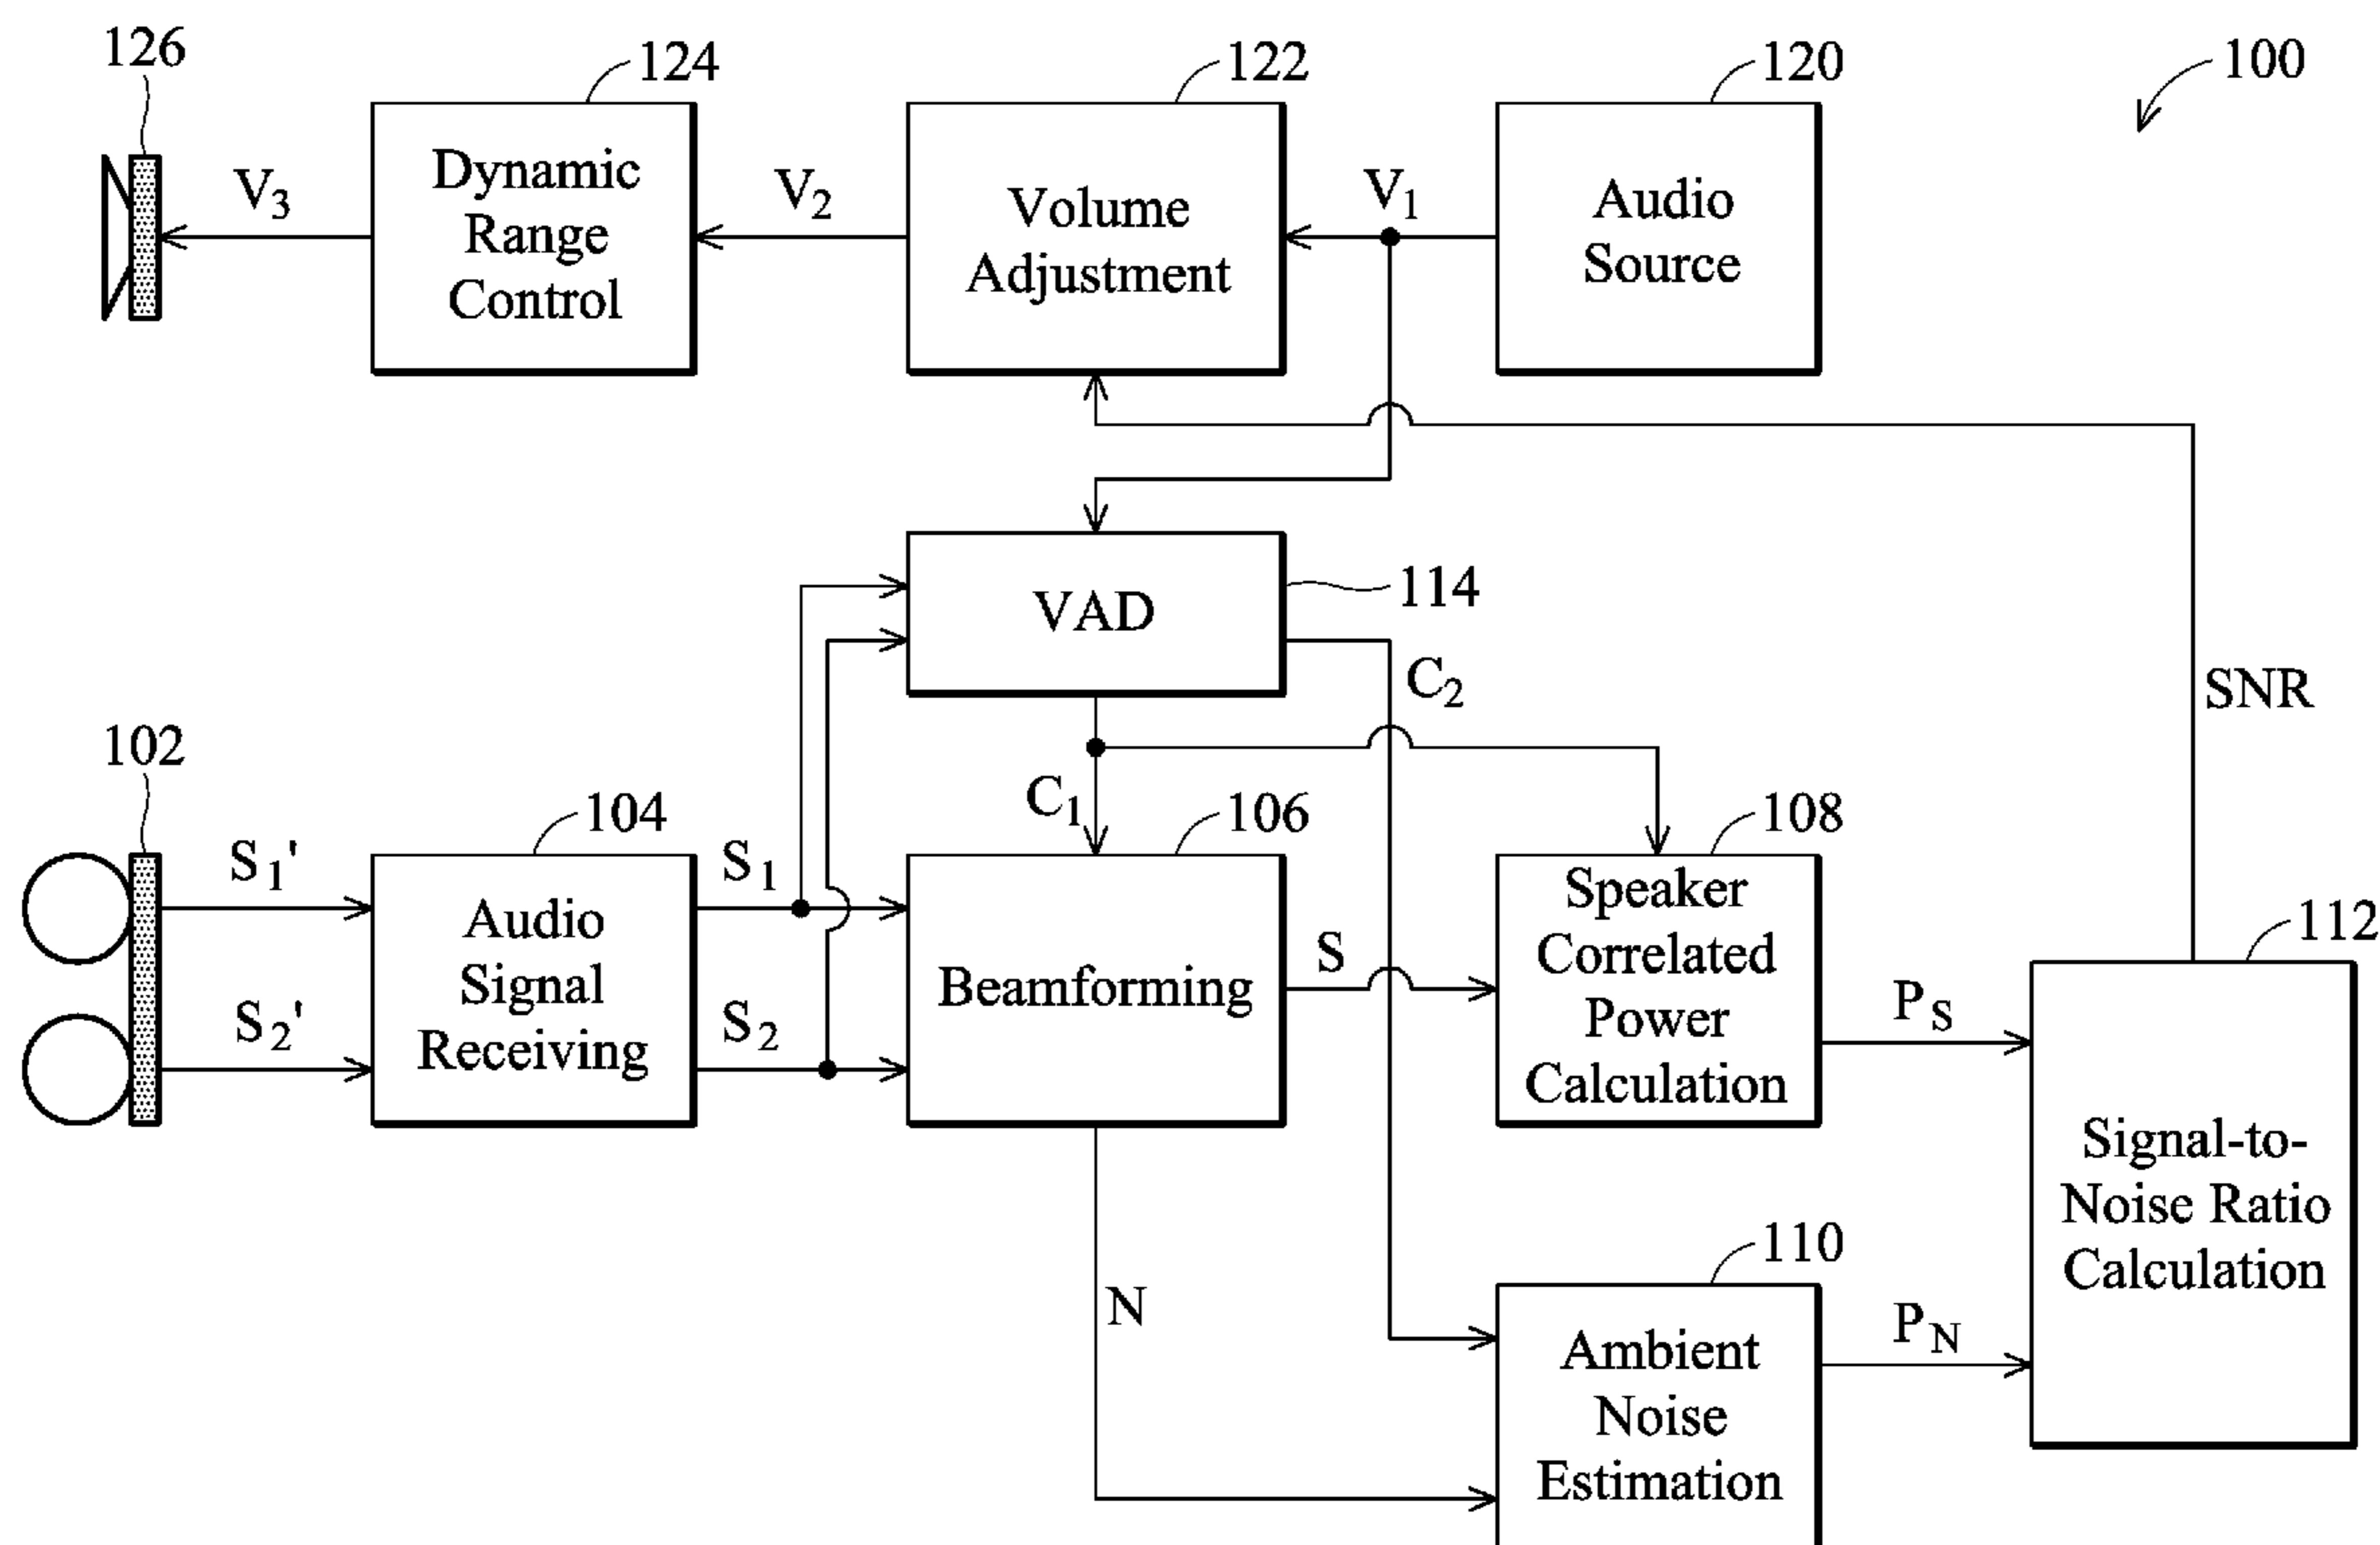 126
124
122
120
100
Dynamic
Range
Control
Volume
Adjustment
Audio
Source
V3
V2
V1
VAD
114
C2
SNR
102
104
C1
106
108
112
S1'
S2'
Audio
Signal
Receiving
S1
S2
Beamforming
S
Speaker
Correlated
Power
Calculation
PS
Signal-to-
Noise Ratio
Calculation
N
110
Ambient
Noise
Estimation
PN